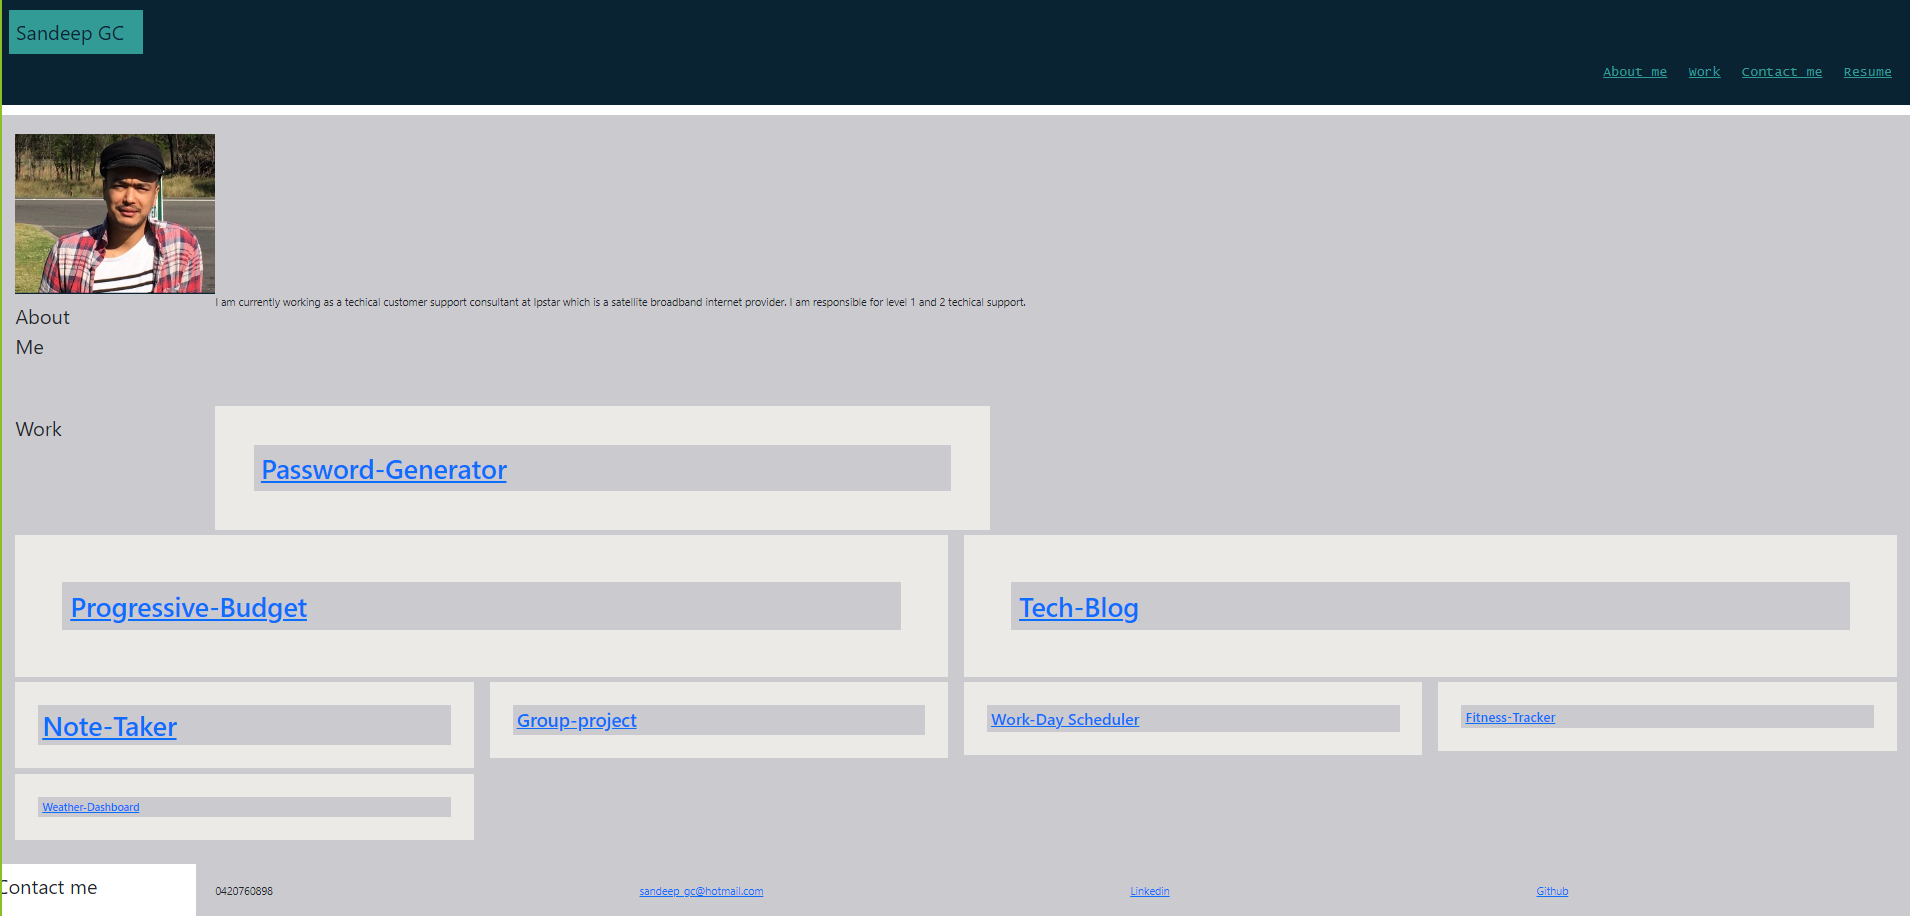 Sandeep GC
About me Work Contact me Resume
I am currently working as a techical customer support consultant at Ipstar which is a satellite broadband internet provider. I am responsible for level 1 and 2 techical support.
About
Me
Work
Password-Generator
Progressive-Budget
Tech-Blog
Note-Taker
Group-project
Work-Day Scheduler
Fitness-Tracker
Weather-Dashboard
Contact me
0420760898
sandeep_gc@hotmail.com
Linkedin
Github